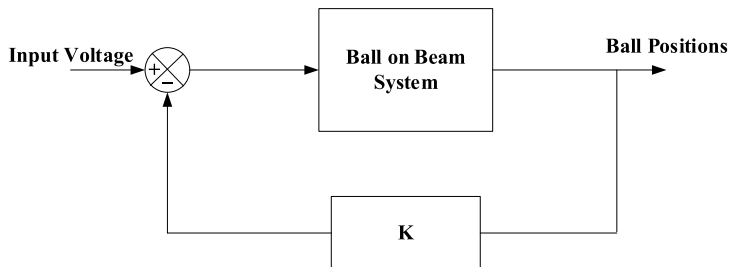 Input Voltage
+
−
Ball on Beam
System
Ball Positions
K